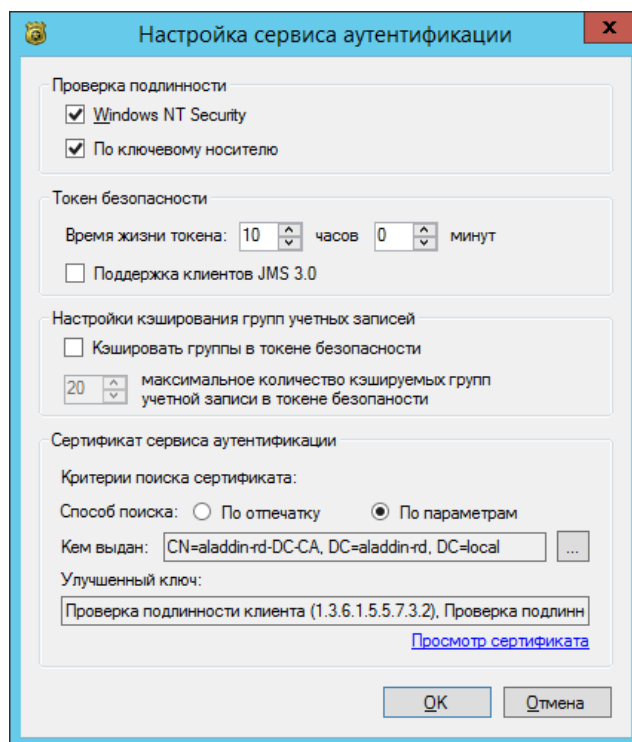 Настройка сервиса аутентификации
x
Проверка подлинности
Windows NT Security
По ключевому носителю
Токен безопасности
Время жизни токена: 10 часов 0 минут
Поддержка клиентов JMS 3.0
Настройки кэширования групп учетных записей
Кэшировать группы в токене безопасности
20 максимальное количество кэшируемых групп
учетной записи в токене безопаности
Сертификат сервиса аутентификации
Критерии поиска сертификата:
Способ поиска: По отпечатку По параметрам
Кем выдан: CN=aladdin-rd-DC-CA, DC=aladdin-rd, DC=local ...
Улучшенный ключ:
Проверка подлинности клиента (1.3.6.1.5.5.7.3.2), Проверка подлинн
Просмотр сертификата
OK Отмена